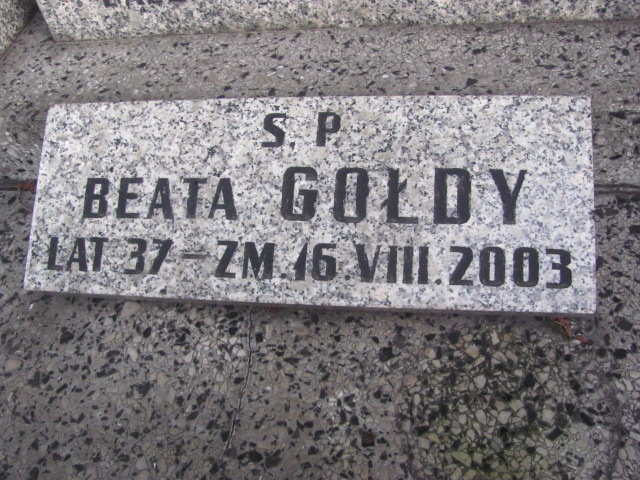 Ś. P.
BEATA GOŁDY
LAT 37 - ZM. 16. VIII. 2003